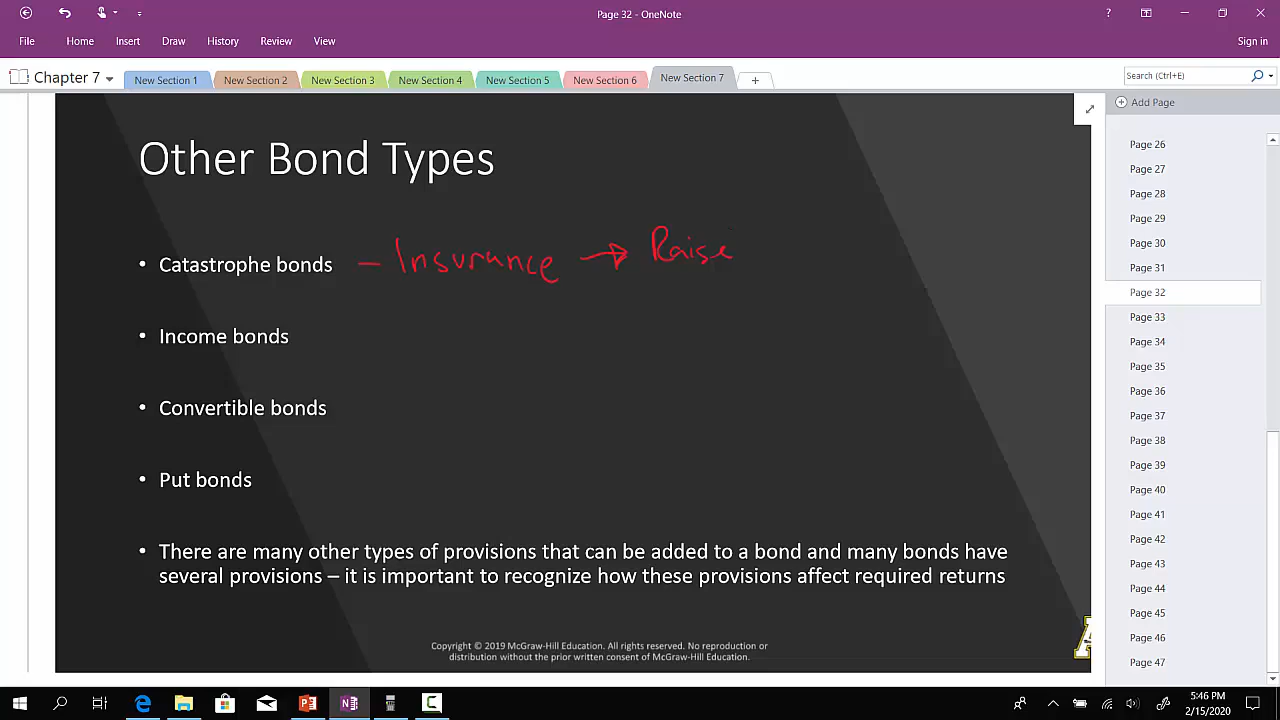 Page 32 - OneNote
?
File Home Insert Draw History Review View
Sign in
Chapter 7 New Section 1 New Section 2 New Section 3 New Section 4 New Section 5 New Section 6 New Section 7
Search (Ctrl+E)
Add Page
Other Bond Types
• Catastrophe bonds – Insurance → Raise
• Income bonds
• Convertible bonds
• Put bonds
• There are many other types of provisions that can be added to a bond and many bonds have
several provisions – it is important to recognize how these provisions affect required returns
Copyright © 2019 McGraw-Hill Education. All rights reserved. No reproduction or
distribution without the prior written consent of McGraw-Hill Education.
Page 26
Page 27
Page 28
Page 29
Page 30
Page 31
Page 32
Page 33
Page 34
Page 35
Page 36
Page 37
Page 38
Page 39
Page 40
Page 41
Page 42
Page 43
Page 44
Page 45
Page 46
Page 47
5:46 PM
2/15/2020